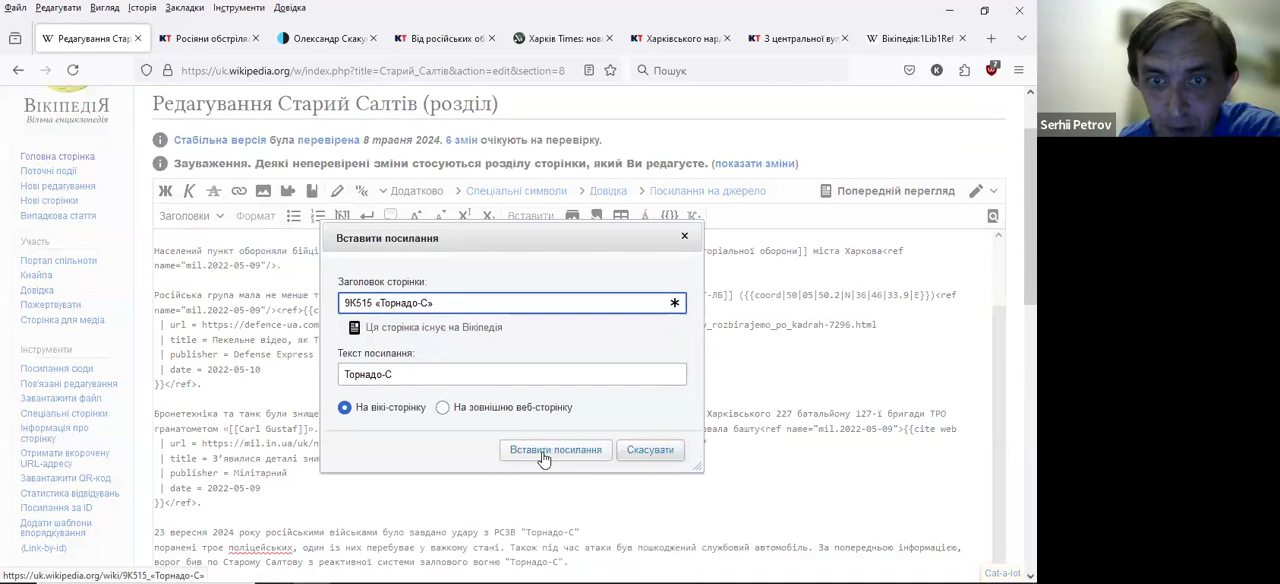 Файл Редагувати Вигляд Історія Закладки Інструменти Довідка
Редагування Стар
Росіяни обстріля
Олександр Скаку
Від російських об
Харків Times: нов
Харківського нар
З центральної вул
Вікіпедія:1Lib1Ref
https://uk.wikipedia.org/w/index.php?title=Старий_Салтів&action=edit&section=8
Пошук
K
7
Serhii Petrov
ВІКІПЕДІЯ
Вільна енциклопедія
Головна сторінка
Поточні події
Нові редагування
Нові сторінки
Випадкова стаття
Участь
Портал спільноти
Кнайпа
Довідка
Пожертвувати
Сторінка для медіа
Інструменти
Посилання сюди
Пов'язані редагування
Завантажити файл
Спеціальні сторінки
Інформація про
сторінку
Отримати вкорочену
URL-адресу
Завантажити QR-код
Статистика відвідувань
Посилання за ID
Додати шаблони
впорядкування
(Link-by-id)
Редагування Старий Салтів (розділ)
Стабільна версія була перевірена 8 травня 2024. 6 змін очікують на перевірку.
Зауваження. Деякі неперевірені зміни стосуються розділу сторінки, який Ви редагуєте. (показати зміни)
Ж К Додатково Спеціальні символи Довідка Посилання на джерело Попередній перегляд
Заголовки Формат Вставити
Населений пункт обороняли бійці
торіальної оборони]] міста Харкова<ref
name="mil.2022-05-09"/>.
Російська група мала не менше т
Т-ЛБ]] ({{coord|50|05|50.2|N|36|46|33.9|E}})<ref
name="mil.2022-05-09"/><ref>{{c
| url = https://defence-ua.com
y_rozbirajemo_po_kadrah-7296.html
| title = Пекельне відео, як Т
| publisher = Defense Express
| date = 2022-05-10
}}</ref>.
Бронетехніка та танк були знище
Харківського 227 батальйону 127-ї бригади ТРО
гранатометом «[[Carl Gustaf]]».
ювало башту<ref name="mil.2022-05-09">{{cite web
| url = https://mil.in.ua/uk/n
| title = З'явилися деталі зни
| publisher = Мілітарний
| date = 2022-05-09
}}</ref>.
23 вересня 2024 року російськими військами було завдано удару з РСЗВ "Торнадо-С"
поранені троє поліцейських, один із них перебуває у важкому стані. Також під час атаки був пошкоджений службовий автомобіль. За попередньою інформацією,
ворог бив по Старому Салтову з реактивної системи залпового вогню "Торнадо-С".
Вставити посилання
Заголовок сторінки:
9К515 «Торнадо-С»
Ця сторінка існує на Вікіпедія
Текст посилання:
Торнадо-С
На вікі-сторінку На зовнішню веб-сторінку
Вставити посилання Скасувати
https://uk.wikipedia.org/wiki/9К515_«Торнадо-С»
Cat-a-lot